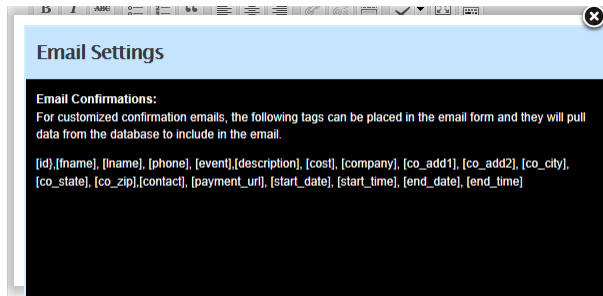 B I ABC
Email Settings
Email Confirmations:
For customized confirmation emails, the following tags can be placed in the email form and they will pull
data from the database to include in the email.
[id},[fname], [lname], [phone], [event],[description], [cost], [company], [co_add1], [co_add2], [co_city],
[co_state], [co_zip],[contact], [payment_url], [start_date], [start_time], [end_date], [end_time]